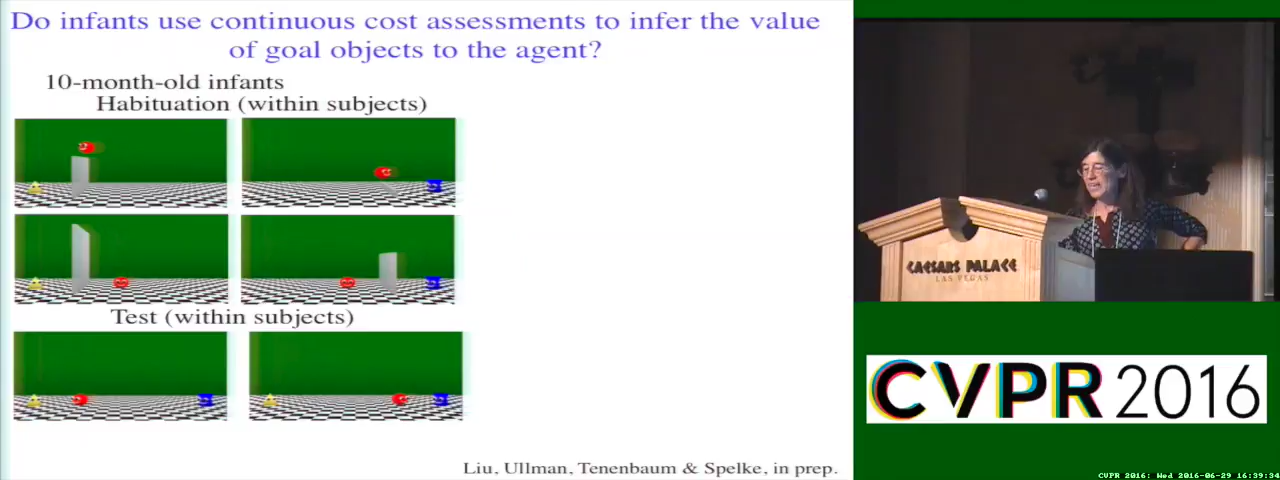 Do infants use continuous cost assessments to infer the value
of goal objects to the agent?
10-month-old infants
Habituation (within subjects)
Test (within subjects)
Liu, Ullman, Tenenbaum & Spelke, in prep.
CAESARS PALACE
LAS VEGAS
CVPR 2016
CVPR 2016: Wed 2016-06-29 16:39:34